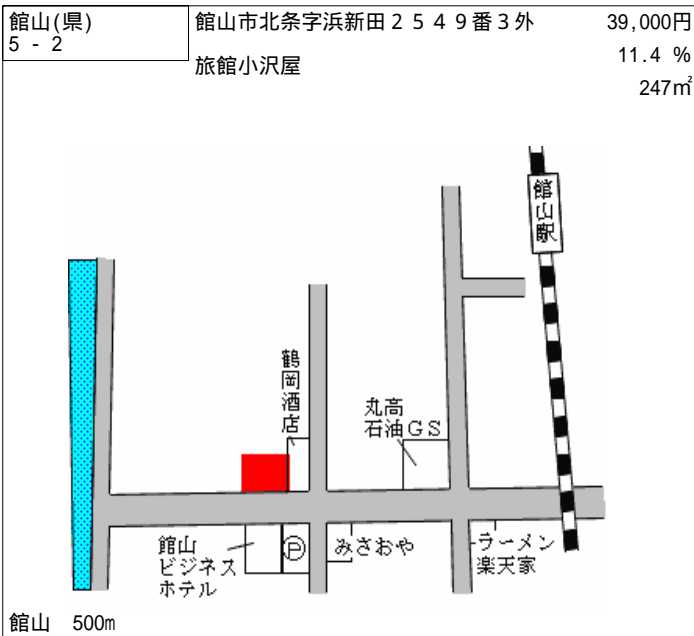 館山(県)
5 - 2
館山市北条字浜新田２５４９番３外
39,000円
旅館小沢屋
11.4 %
247㎡
館山駅
鶴岡酒店
丸高
石油ＧＳ
館山
ビジネス
ホテル
Ⓟ
みさおや
ラーメン
楽天家
館山 500m